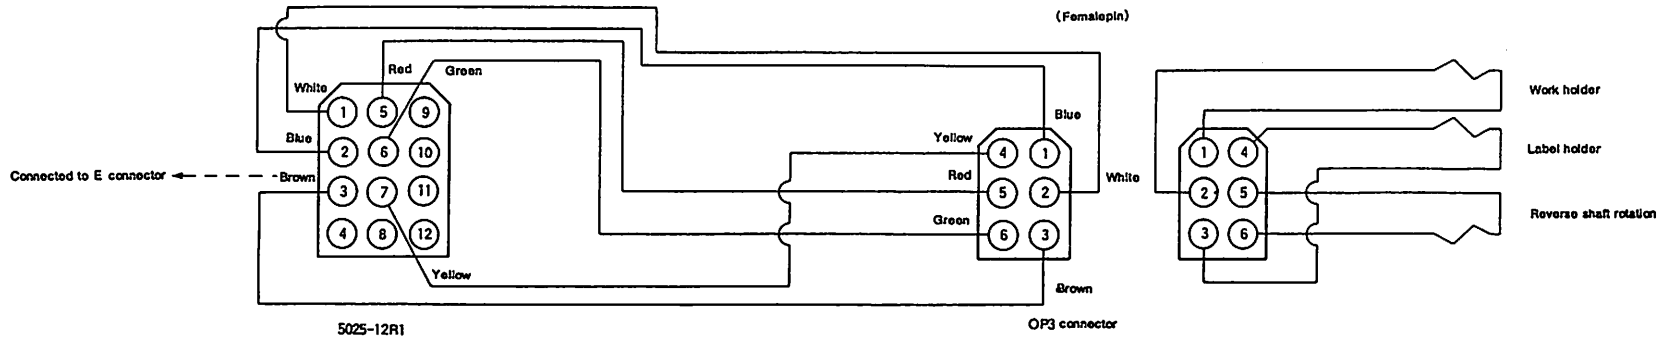 (Femalepin)
Red
Green
White
1 5 9
Blue
2 6 10
Connected to E connector
Brown
3 7 11
4 8 12
Yellow
5025-12R1
Blue
Yellow
4 1
Red
5 2
White
Green
6 3
Brown
OP3 connector
1 4
2 5
3 6
Work holder
Label holder
Reverse shaft rotation